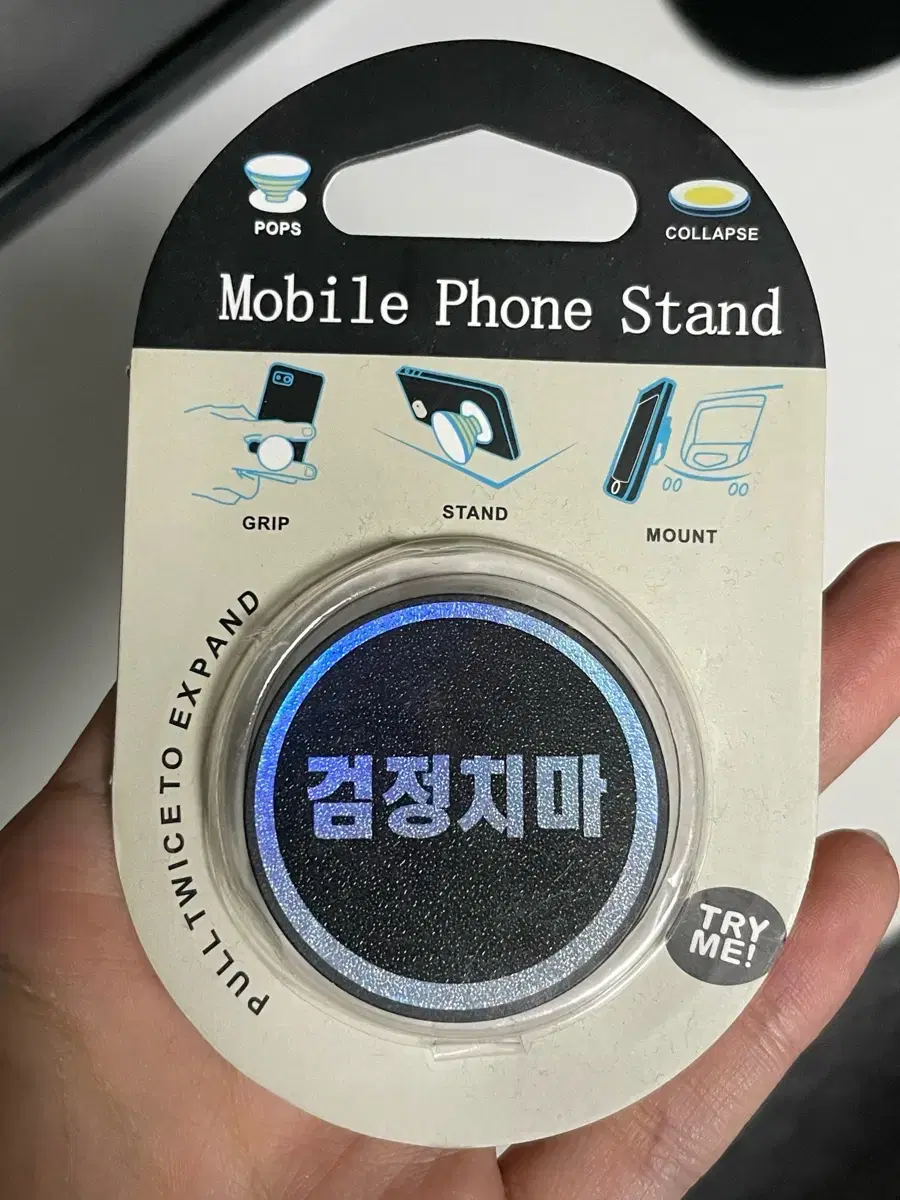 POPS
COLLAPSE
Mobile Phone Stand
GRIP
STAND
MOUNT
PULL TWICE TO EXPAND
검정치마
TRY
ME!